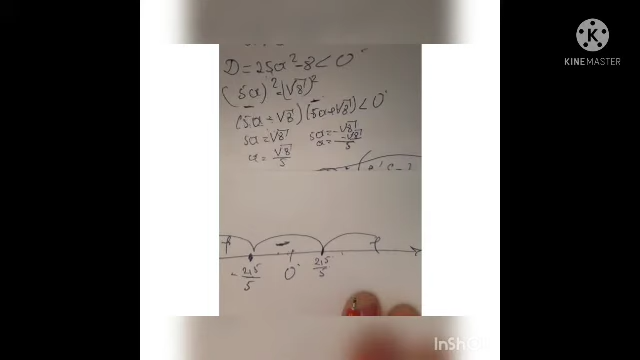 KINEMASTER
D=25a²-8<0
(5a)²-(√8)²
(5a-√8)(5a+√8)<0
5a=√8 5a=-√8
a=√8/5 a=-√8/5
+ - +
-2,5/5 0 2,5/5
InSh